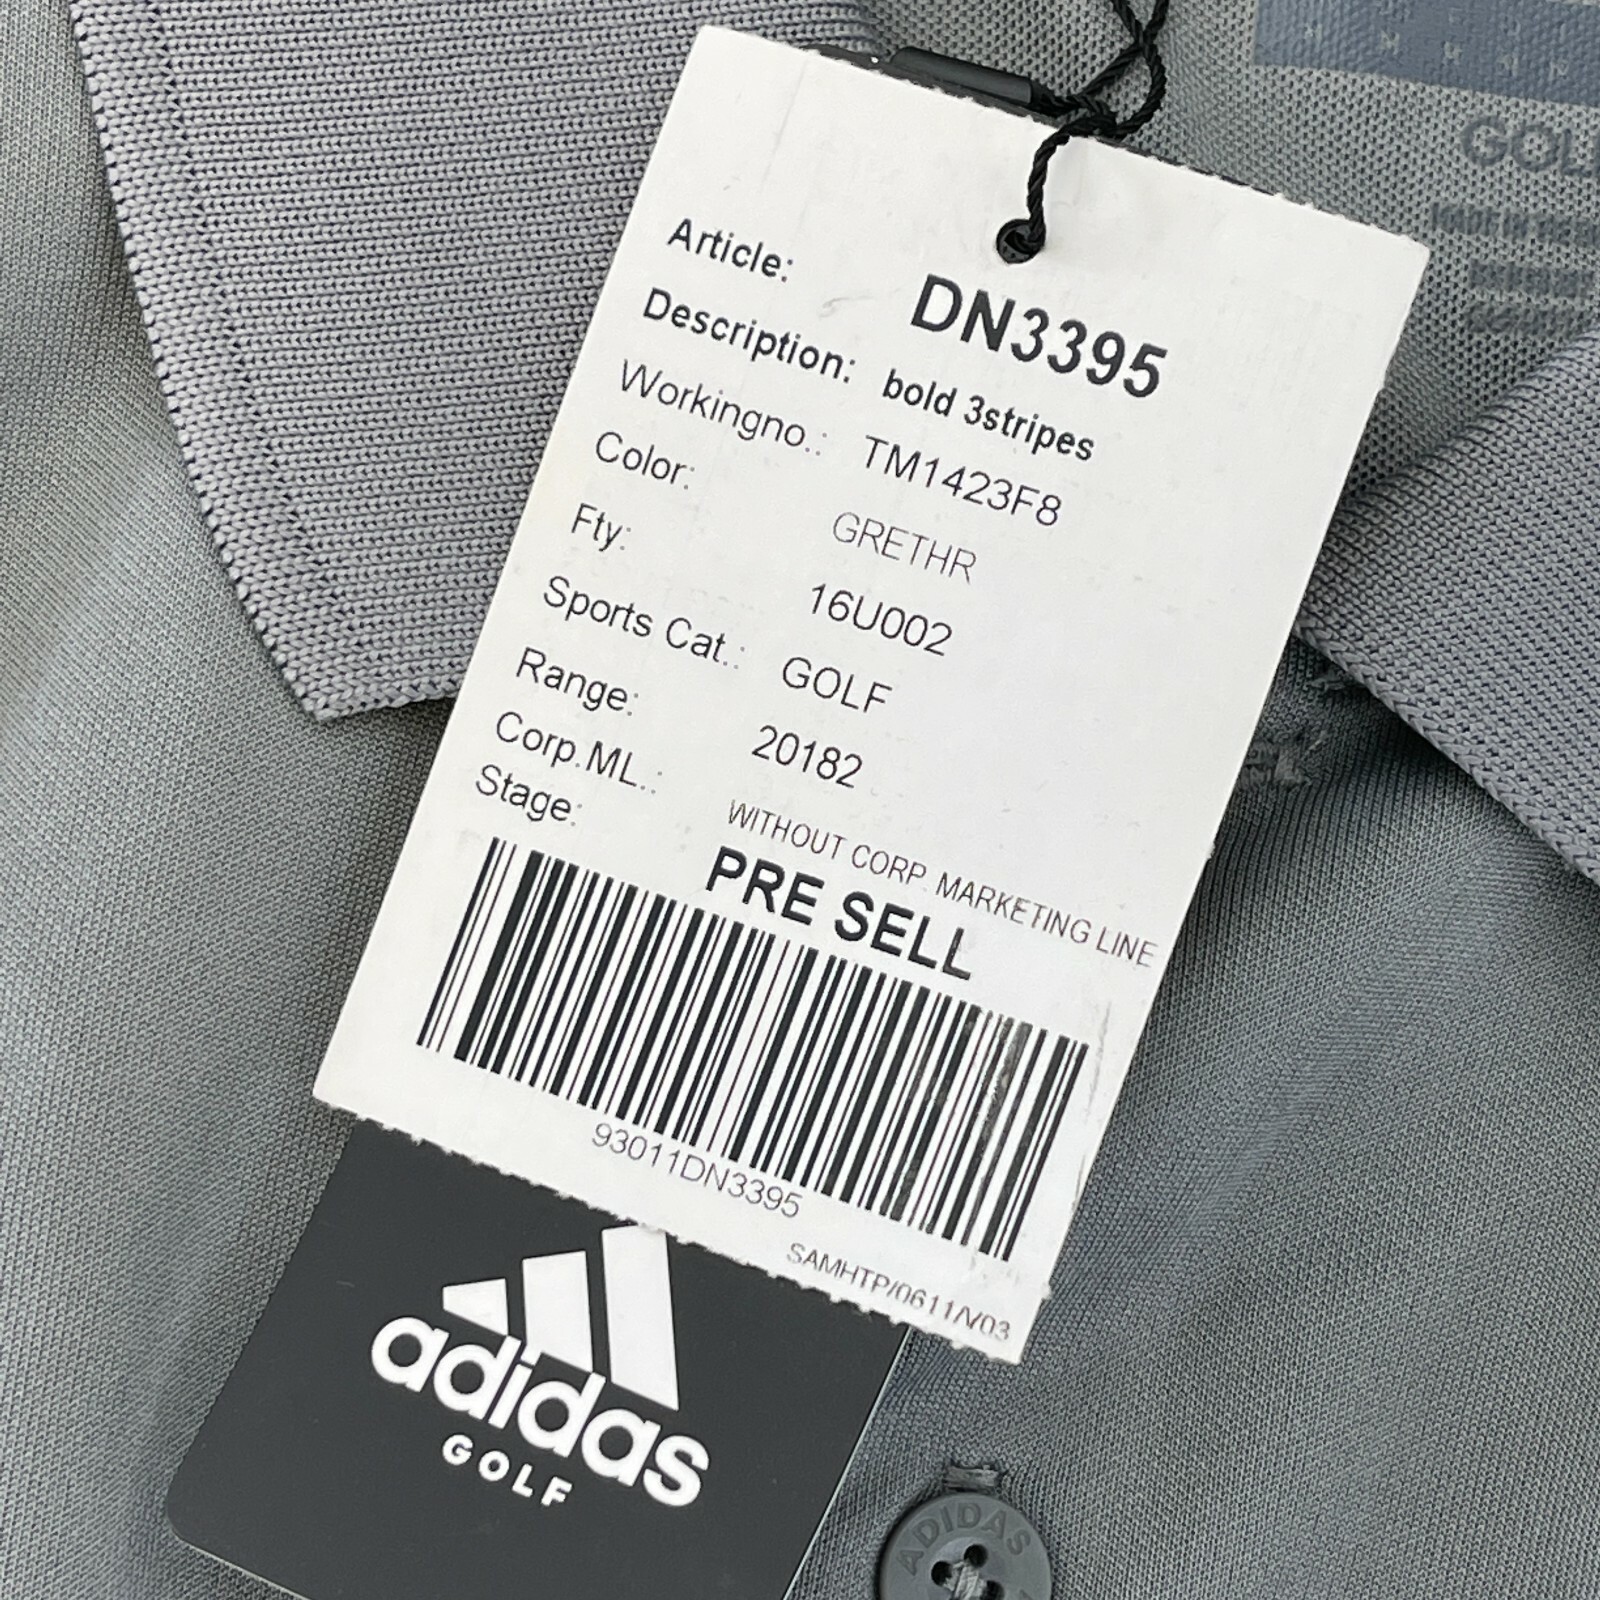 Article: DN3395
Description: bold 3stripes
Workingno.: TM1423F8
Color: GRETHR
Fty: 16U002
Sports Cat.: GOLF
Range: 20182
Corp.ML.: WITHOUT CORP. MARKETING LINE
Stage: PRE SELL
93011DN3395
SAMHTP/0611/V03
adidas
GOLF
ADIDAS